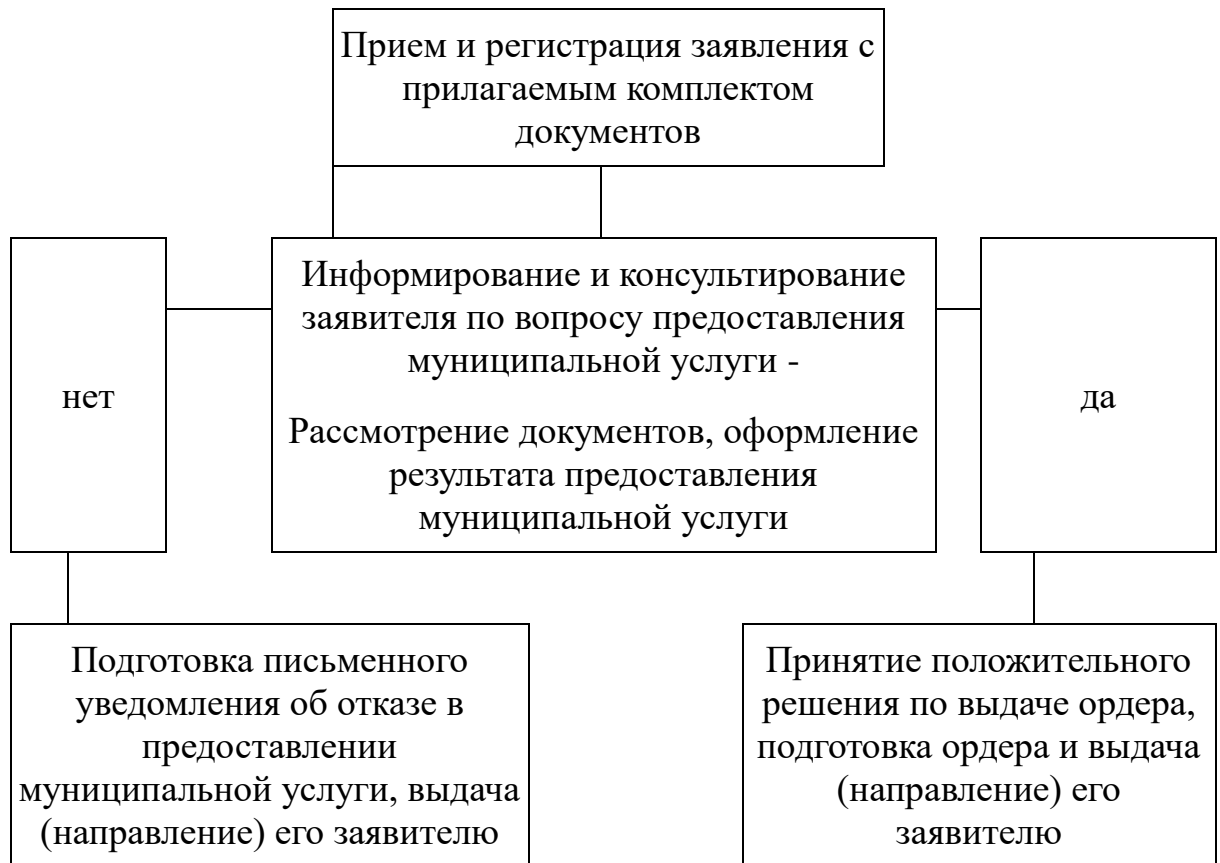 Прием и регистрация заявления с
прилагаемым комплектом
документов
нет
Информирование и консультирование
заявителя по вопросу предоставления
муниципальной услуги -
Рассмотрение документов, оформление
результата предоставления
муниципальной услуги
да
Подготовка письменного
уведомления об отказе в
предоставлении
муниципальной услуги, выдача
(направление) его заявителю
Принятие положительного
решения по выдаче ордера,
подготовка ордера и выдача
(направление) его
заявителю